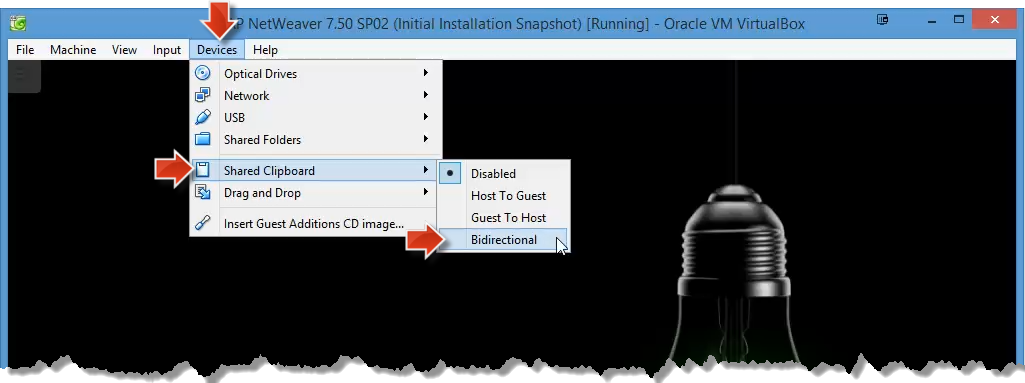 P NetWeaver 7.50 SP02 (Initial Installation Snapshot) [Running] - Oracle VM VirtualBox
File Machine View Input Devices Help
Optical Drives
Network
USB
Shared Folders
Shared Clipboard
Drag and Drop
Insert Guest Additions CD image...
Disabled
Host To Guest
Guest To Host
Bidirectional